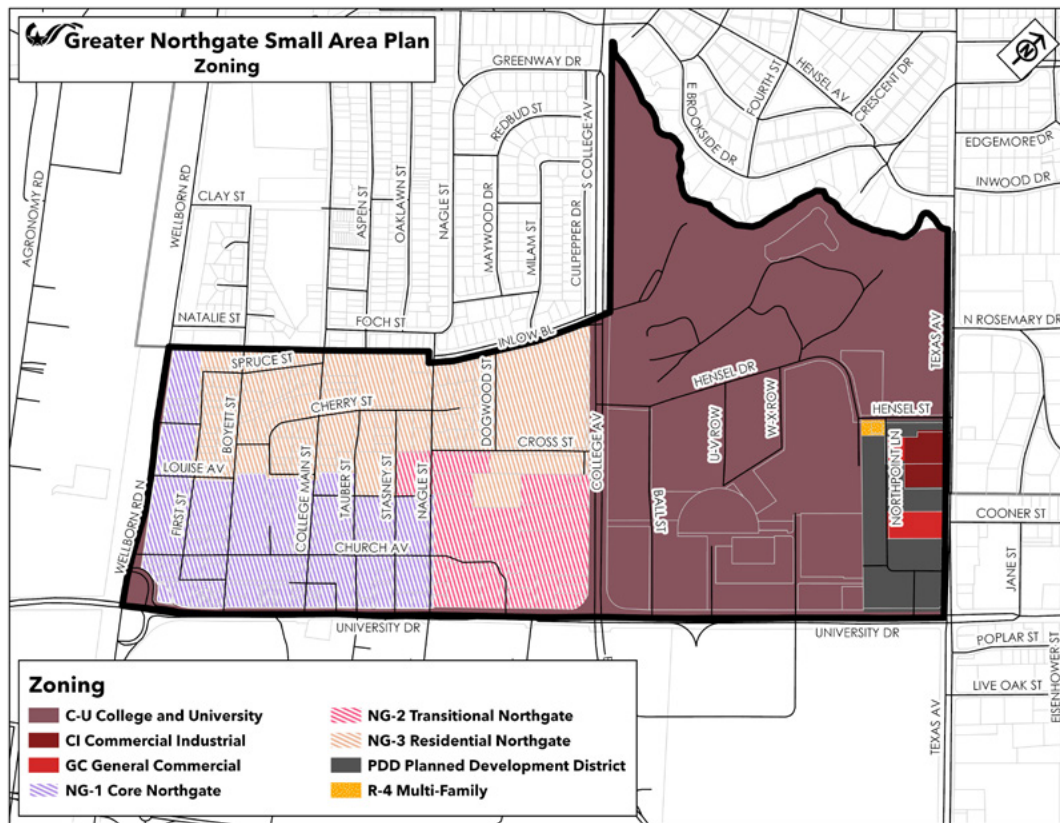 Greater Northgate Small Area Plan
Zoning
N
GREENWAY DR
REDBUD ST
S COLLEGE AV
E BROOKSIDE DR
FOURTH ST
HENSEL AV
CRESCENT DR
EDGEMORE DR
INWOOD DR
AGRONOMY RD
WELLBORN RD
CLAY ST
ASPEN ST
OAKLAWN ST
NAGLE ST
MAYWOOD DR
MILAM ST
CULPEPPER DR
NATALIE ST
FOCH ST
INLOW BL
TEXAS AV
N ROSEMARY DR
SPRUCE ST
BOYETT ST
CHERRY ST
DOGWOOD ST
CROSS ST
COLLEGE AV
HENSEL DR
U-V ROW
W-X ROW
HENSEL ST
NORTHPOINT LN
LOUISE AV
FIRST ST
COLLEGE MAIN ST
TAUBER ST
STASNEY ST
NAGLE ST
BALL ST
COONER ST
JANE ST
WELLBORN RD N
CHURCH AV
UNIVERSITY DR
UNIVERSITY DR
POPLAR ST
LIVE OAK ST
EISENHOWER ST
TEXAS AV
Zoning
C-U College and University
CI Commercial Industrial
GC General Commercial
NG-1 Core Northgate
NG-2 Transitional Northgate
NG-3 Residential Northgate
PDD Planned Development District
R-4 Multi-Family